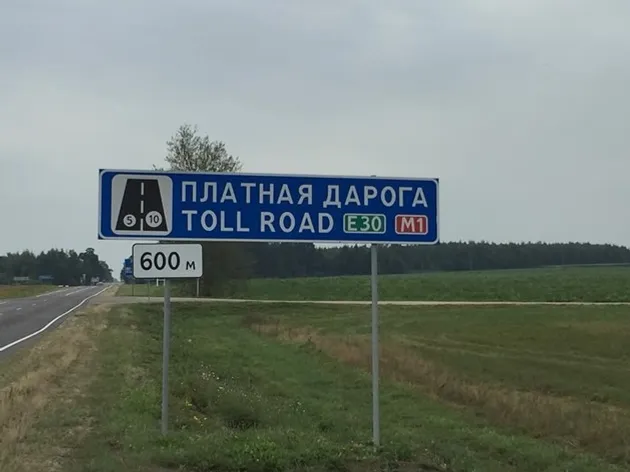 ПЛАТНАЯ ДАРОГА
TOLL ROAD E30 M1
5 10
600 м